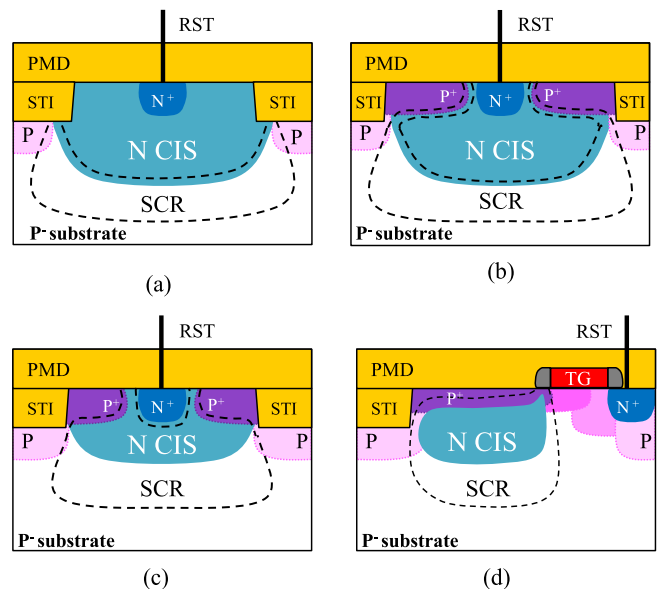 RST
PMD
STI
N+
STI
P
P
N CIS
SCR
P- substrate
(a)
RST
PMD
STI
P+
N+
P+
STI
P
P
N CIS
SCR
P- substrate
(b)
RST
PMD
STI
P+
N+
P+
STI
P
P
N CIS
SCR
P- substrate
(c)
RST
PMD
TG
STI
P+
N+
P
P
N CIS
SCR
P- substrate
(d)